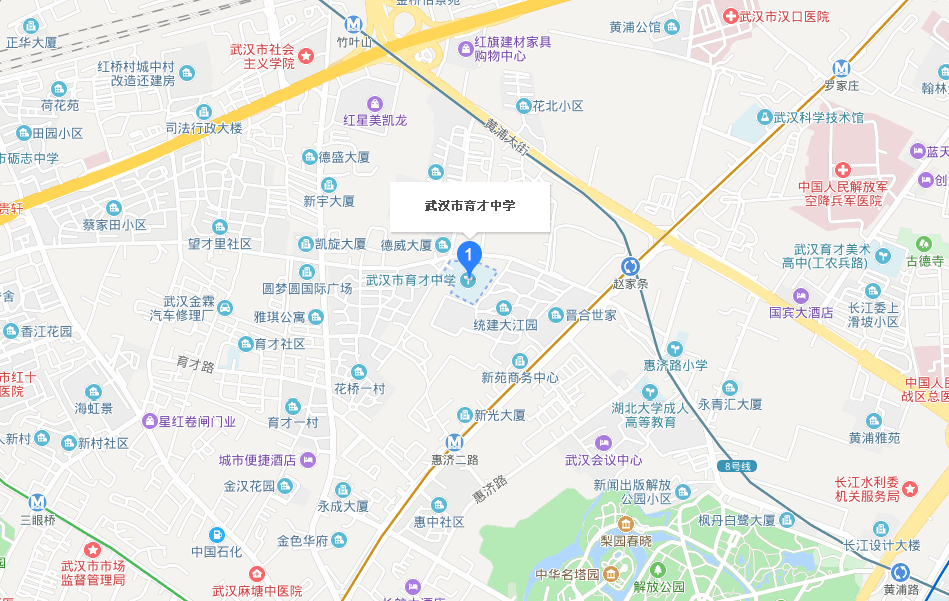 黄浦公馆
武汉市汉口医院
正华大厦
竹叶山
武汉市社会
主义学院
红旗建材家具
购物中心
红桥村城中村
改造还建房
罗家庄
荷花苑
红星美凯龙
花北小区
田园小区
司法行政大楼
黄浦大街
武汉科学技术馆
市砺志中学
德盛大厦
蓝天
创
中国人民解放军
空降兵军医院
新宇大厦
贵轩
蔡家田小区
武汉市育才中学
望才里社区
凯旋大厦
德威大厦
武汉育才美术
高中(工农兵路)
古德寺
1
武汉市育才中学
赵家条
圆梦圆国际广场
舍
武汉金霖
汽车修理厂
雅琪公寓
统建大江园
晋合世家
国宾大酒店
长江委上
滑坡小区
香江花园
育才社区
育才路
惠济路小学
新苑商务中心
市红十
医院
花桥一村
中国人民
战区总医
海虹景
育才一村
湖北大学成人
高等教育
永青汇大厦
新光大厦
星红卷闸门业
人新村
新村社区
黄浦雅苑
城市便捷酒店
惠济二路
武汉会议中心
8号线
金汉花园
惠济路
新闻出版解放
公园小区
长江水利委
机关服务局
三眼桥
永成大厦
惠中社区
枫丹白鹭大厦
中国石化
金色华府
梨园春晓
长江设计大楼
武汉市市场
监督管理局
武汉麻塘中医院
中华名塔园
解放公园
黄浦路